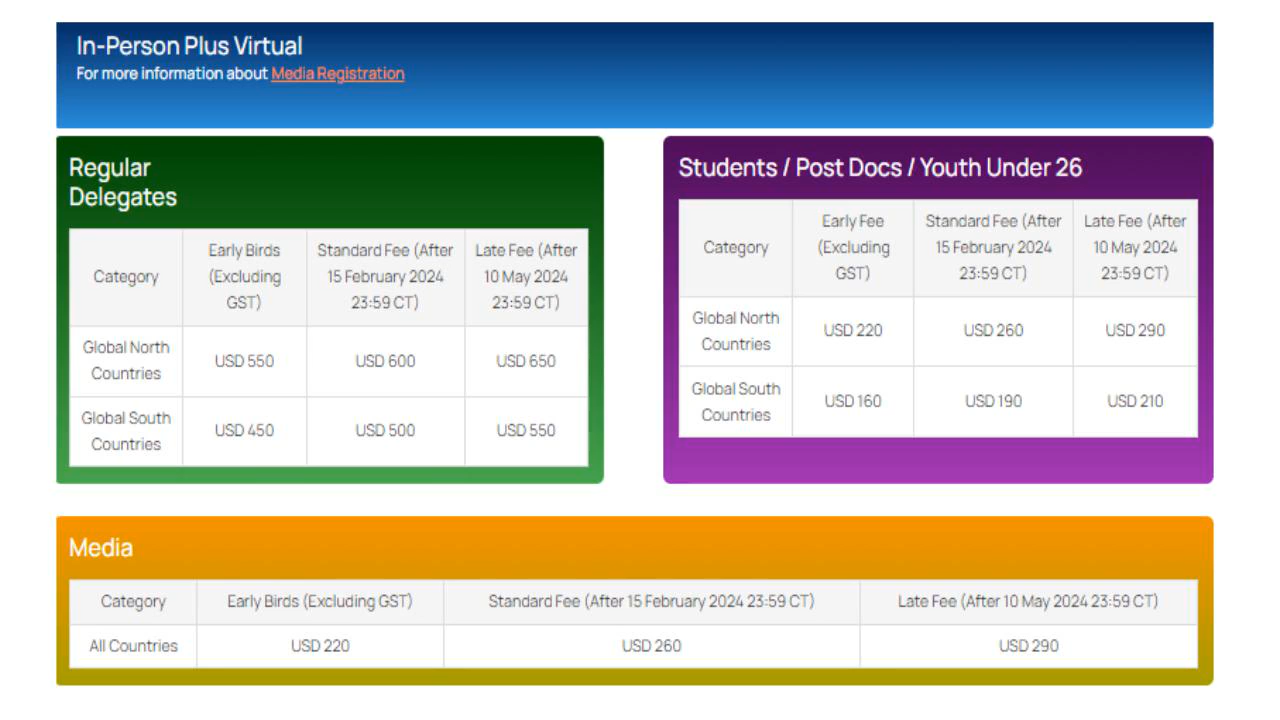 In-Person Plus Virtual
For more information about Media Registration
Regular
Delegates
Category
Early Birds
(Excluding
GST)
Standard Fee (After
15 February 2024
23:59 CT)
Late Fee (After
10 May 2024
23:59 CT)
Global North
Countries
USD 550
USD 600
USD 650
Global South
Countries
USD 450
USD 500
USD 550
Students / Post Docs / Youth Under 26
Category
Early Fee
(Excluding
GST)
Standard Fee (After
15 February 2024
23:59 CT)
Late Fee (After
10 May 2024
23:59 CT)
Global North
Countries
USD 220
USD 260
USD 290
Global South
Countries
USD 160
USD 190
USD 210
Media
Category
Early Birds (Excluding GST)
Standard Fee (After 15 February 2024 23:59 CT)
Late Fee (After 10 May 2024 23:59 CT)
All Countries
USD 220
USD 260
USD 290